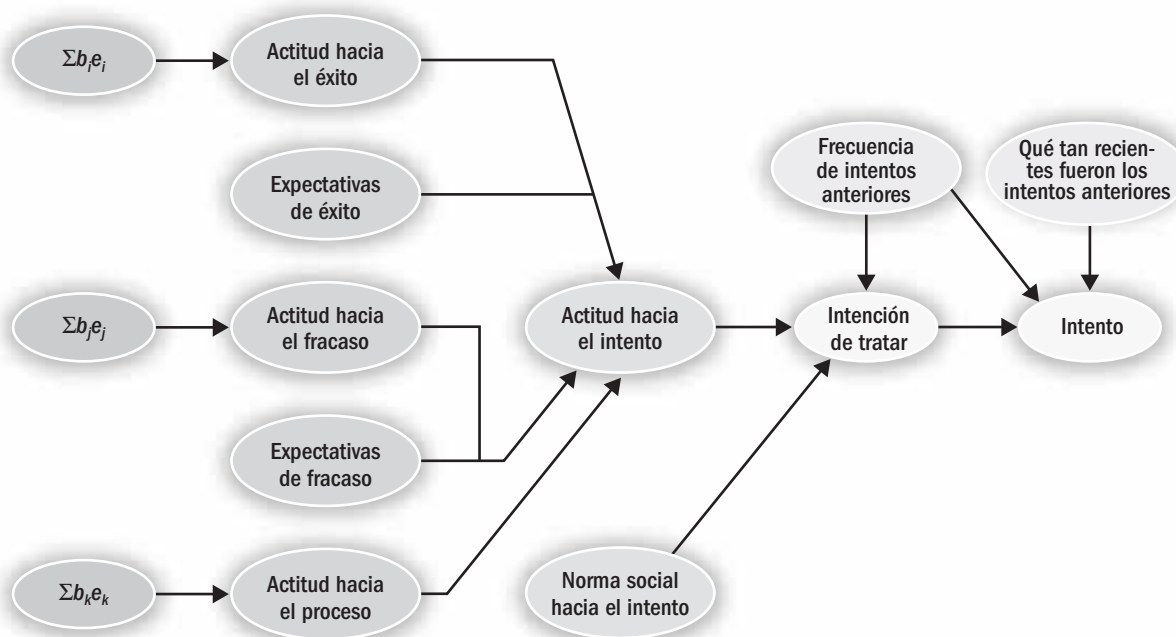 Σbᵢeᵢ
Actitud hacia
el éxito
Expectativas
de éxito
Frecuencia
de intentos
anteriores
Qué tan recien-
tes fueron los
intentos anteriores
Σbⱼeⱼ
Actitud hacia
el fracaso
Actitud hacia
el intento
Intención
de tratar
Intento
Expectativas
de fracaso
Σbₖeₖ
Actitud hacia
el proceso
Norma social
hacia el intento